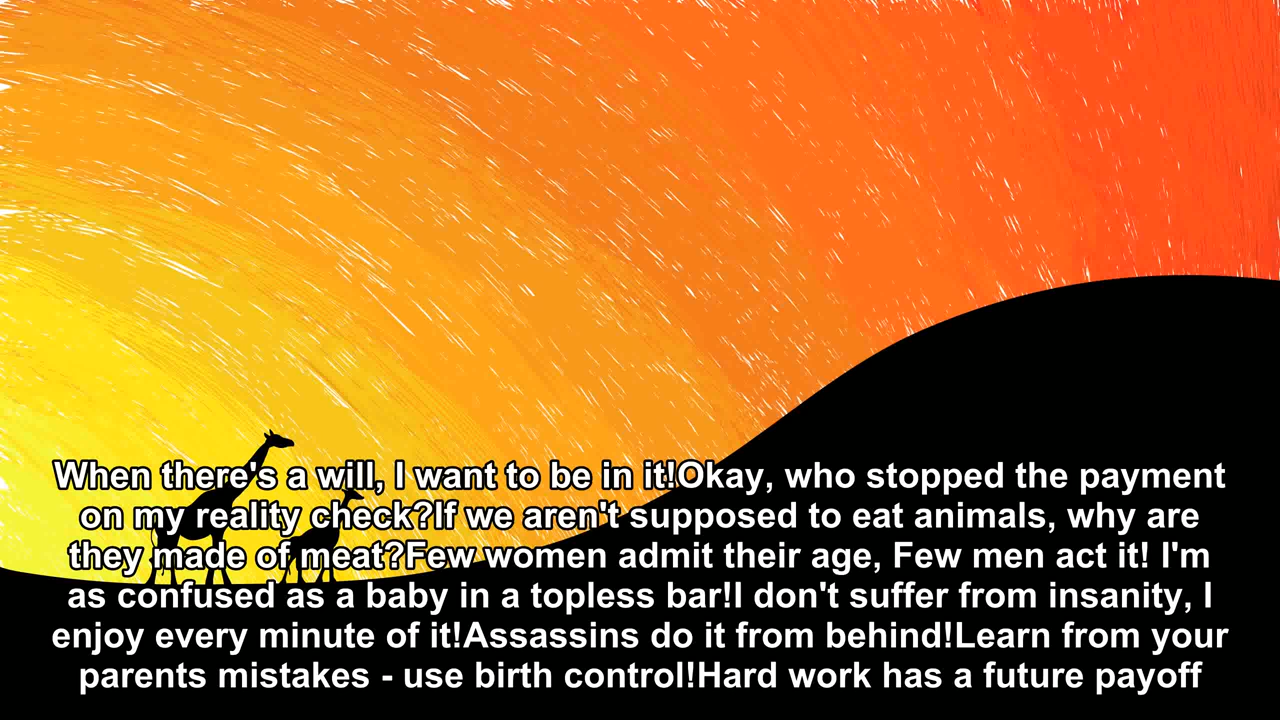 When there's a will, I want to be in it!Okay, who stopped the payment
on my reality check?If we aren't supposed to eat animals, why are
they made of meat?Few women admit their age, Few men act it! I'm
as confused as a baby in a topless bar!I don't suffer from insanity, I
enjoy every minute of it!Assassins do it from behind!Learn from your
parents mistakes - use birth control!Hard work has a future payoff